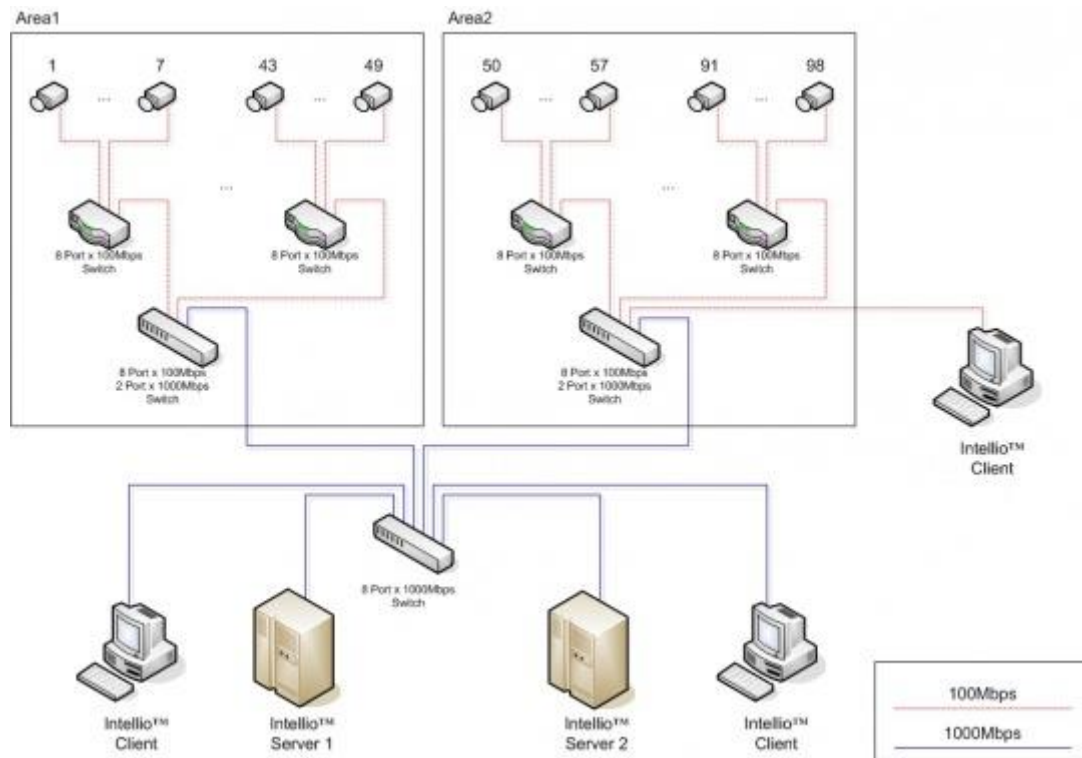 Area1
Area2
1 ... 7 43 ... 49
50 ... 57 91 ... 98
...
...
8 Port x 100Mbps
Switch
8 Port x 100Mbps
Switch
8 Port x 100Mbps
Switch
8 Port x 100Mbps
Switch
8 Port x 100Mbps
2 Port x 1000Mbps
Switch
8 Port x 100Mbps
2 Port x 1000Mbps
Switch
Intellio™
Client
8 Port x 1000Mbps
Switch
Intellio™
Client
Intellio™
Server 1
Intellio™
Server 2
Intellio™
Client
100Mbps
1000Mbps